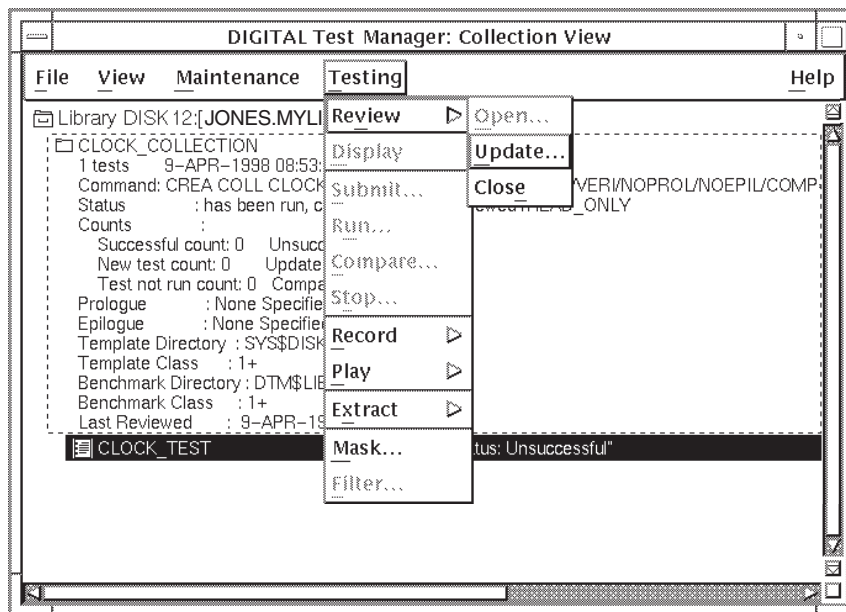 DIGITAL Test Manager: Collection View
File View Maintenance Testing Help
Library DISK12:[JONES.MYLI
CLOCK_COLLECTION
1 tests 9-APR-1998 08:53:
Command: CREA COLL CLOCK VERI/NOPROL/NOEPIL/COMP
Status : has been run, c HEAD_ONLY
Counts :
Successful count: 0 Unsucc
New test count: 0 Update
Test not run count: 0 Compa
Prologue : None Specifie
Epilogue : None Specifie
Template Directory : SYS$DISK
Template Class : 1+
Benchmark Directory : DTM$LIB
Benchmark Class : 1+
Last Reviewed : 9-APR-19
CLOCK_TEST tus: Unsuccessful"
Review
Display
Submit...
Run...
Compare...
Stop...
Record
Play
Extract
Mask...
Filter...
Open...
Update...
Close